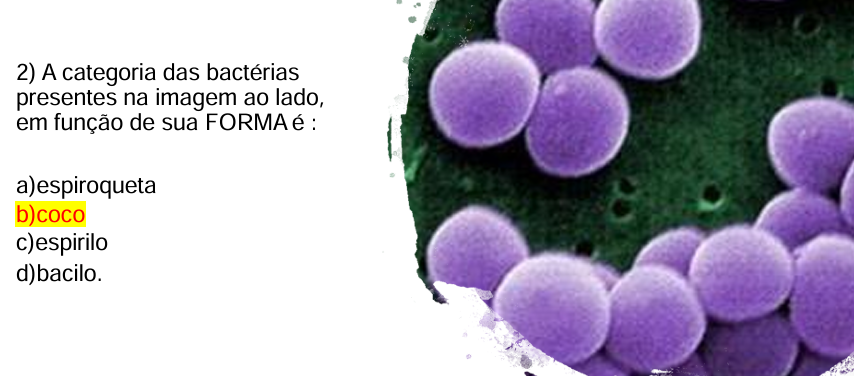 2) A categoria das bactérias
presentes na imagem ao lado,
em função de sua FORMA é :
a)espiroqueta
b)coco
c)espirilo
d)bacilo.